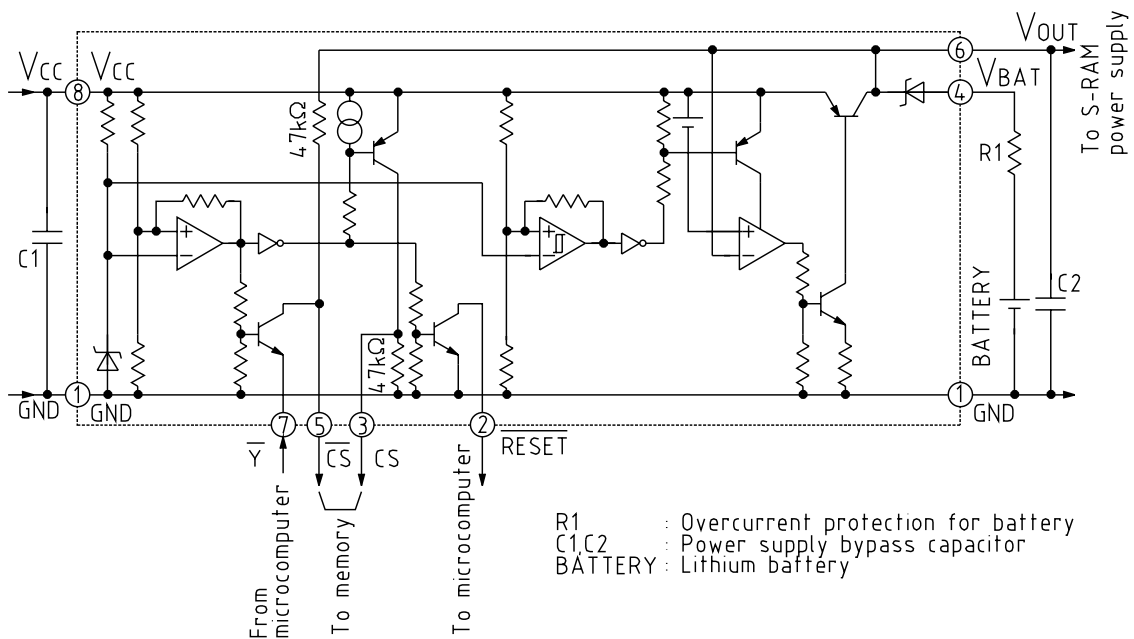 VOUT
6
VCC
VCC
8
VBAT
4
To S-RAM
power supply
47kΩ
R1
+
−
+
−
+
−
C1
C2
BATTERY
47kΩ
GND
1
GND
1
GND
7
5
3
2
Y
CS
CS
RESET
From
microcomputer
To memory
To microcomputer
R1 : Overcurrent protection for battery
C1,C2 : Power supply bypass capacitor
BATTERY : Lithium battery